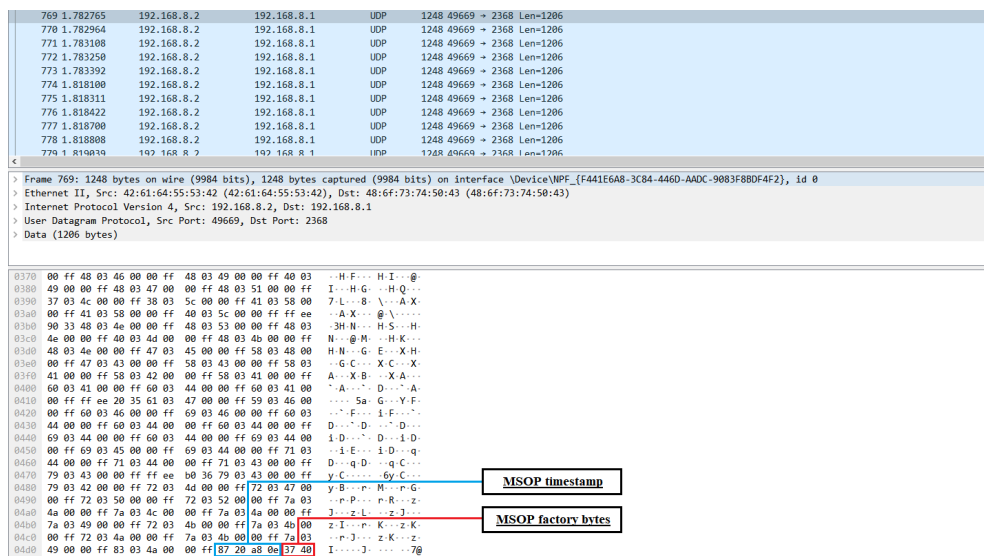 769 1.782765 192.168.8.2 192.168.8.1 UDP 1248 49669 → 2368 Len=1206
770 1.782964 192.168.8.2 192.168.8.1 UDP 1248 49669 → 2368 Len=1206
771 1.783108 192.168.8.2 192.168.8.1 UDP 1248 49669 → 2368 Len=1206
772 1.783250 192.168.8.2 192.168.8.1 UDP 1248 49669 → 2368 Len=1206
773 1.783392 192.168.8.2 192.168.8.1 UDP 1248 49669 → 2368 Len=1206
774 1.818100 192.168.8.2 192.168.8.1 UDP 1248 49669 → 2368 Len=1206
775 1.818311 192.168.8.2 192.168.8.1 UDP 1248 49669 → 2368 Len=1206
776 1.818422 192.168.8.2 192.168.8.1 UDP 1248 49669 → 2368 Len=1206
777 1.818700 192.168.8.2 192.168.8.1 UDP 1248 49669 → 2368 Len=1206
778 1.818808 192.168.8.2 192.168.8.1 UDP 1248 49669 → 2368 Len=1206
779 1.819039 192.168.8.2 192.168.8.1 UDP 1248 49669 → 2368 Len=1206
> Frame 769: 1248 bytes on wire (9984 bits), 1248 bytes captured (9984 bits) on interface \Device\NPF_{F441E6A8-3C84-446D-AADC-9083F8BDF4F2}, id 0
> Ethernet II, Src: 42:61:64:55:53:42 (42:61:64:55:53:42), Dst: 48:6f:73:74:50:43 (48:6f:73:74:50:43)
> Internet Protocol Version 4, Src: 192.168.8.2, Dst: 192.168.8.1
> User Datagram Protocol, Src Port: 49669, Dst Port: 2368
> Data (1206 bytes)
0370 00 ff 48 03 46 00 00 ff 48 03 49 00 00 ff 40 03 ··H·F··· H·I···@·
0380 49 00 00 ff 48 03 47 00 00 ff 48 03 51 00 00 ff I···H·G· ··H·Q···
0390 37 03 4c 00 00 ff 38 03 5c 00 00 ff 41 03 58 00 7·L···8· \···A·X·
03a0 00 ff 41 03 58 00 00 ff 40 03 5c 00 00 ff ff ee ··A·X··· @·\·····
03b0 90 33 48 03 4e 00 00 ff 48 03 53 00 00 ff 48 03 ·3H·N··· H·S···H·
03c0 4e 00 00 ff 40 03 4d 00 00 ff 48 03 4b 00 00 ff N···@·M· ··H·K···
03d0 48 03 4e 00 00 ff 47 03 45 00 00 ff 58 03 48 00 H·N···G· E···X·H·
03e0 00 ff 47 03 43 00 00 ff 58 03 43 00 00 ff 58 03 ··G·C··· X·C···X·
03f0 41 00 00 ff 58 03 42 00 00 ff 58 03 41 00 00 ff A···X·B· ··X·A···
0400 60 03 41 00 00 ff 60 03 44 00 00 ff 60 03 41 00 `·A···`· D···`·A·
0410 00 ff ff ee 20 35 61 03 47 00 00 ff 59 03 46 00 ···· 5a· G···Y·F·
0420 00 ff 60 03 46 00 00 ff 69 03 46 00 00 ff 60 03 ··`·F··· i·F···`·
0430 44 00 00 ff 60 03 44 00 00 ff 60 03 44 00 00 ff D···`·D· ··`·D···
0440 69 03 44 00 00 ff 60 03 44 00 00 ff 69 03 44 00 i·D···`· D···i·D·
0450 00 ff 69 03 45 00 00 ff 69 03 44 00 00 ff 71 03 ··i·E··· i·D···q·
0460 44 00 00 ff 71 03 44 00 00 ff 71 03 43 00 00 ff D···q·D· ··q·C···
0470 79 03 43 00 00 ff ff ee b0 36 79 03 43 00 00 ff y·C····· ·6y·C···
0480 79 03 42 00 00 ff 72 03 4d 00 00 ff 72 03 47 00 y·B···r· M···r·G·
0490 00 ff 72 03 50 00 00 ff 72 03 52 00 00 ff 7a 03 ··r·P··· r·R···z·
04a0 4a 00 00 ff 7a 03 4c 00 00 ff 7a 03 4a 00 00 ff J···z·L· ··z·J···
04b0 7a 03 49 00 00 ff 72 03 4b 00 00 ff 7a 03 4b 00 z·I···r· K···z·K·
04c0 00 ff 72 03 4a 00 00 ff 7a 03 4b 00 00 ff 7a 03 ··r·J··· z·K···z·
04d0 49 00 00 ff 83 03 4a 00 00 ff 87 20 a8 0e 37 40 I·····J· ··· ··7@
MSOP timestamp
MSOP factory bytes